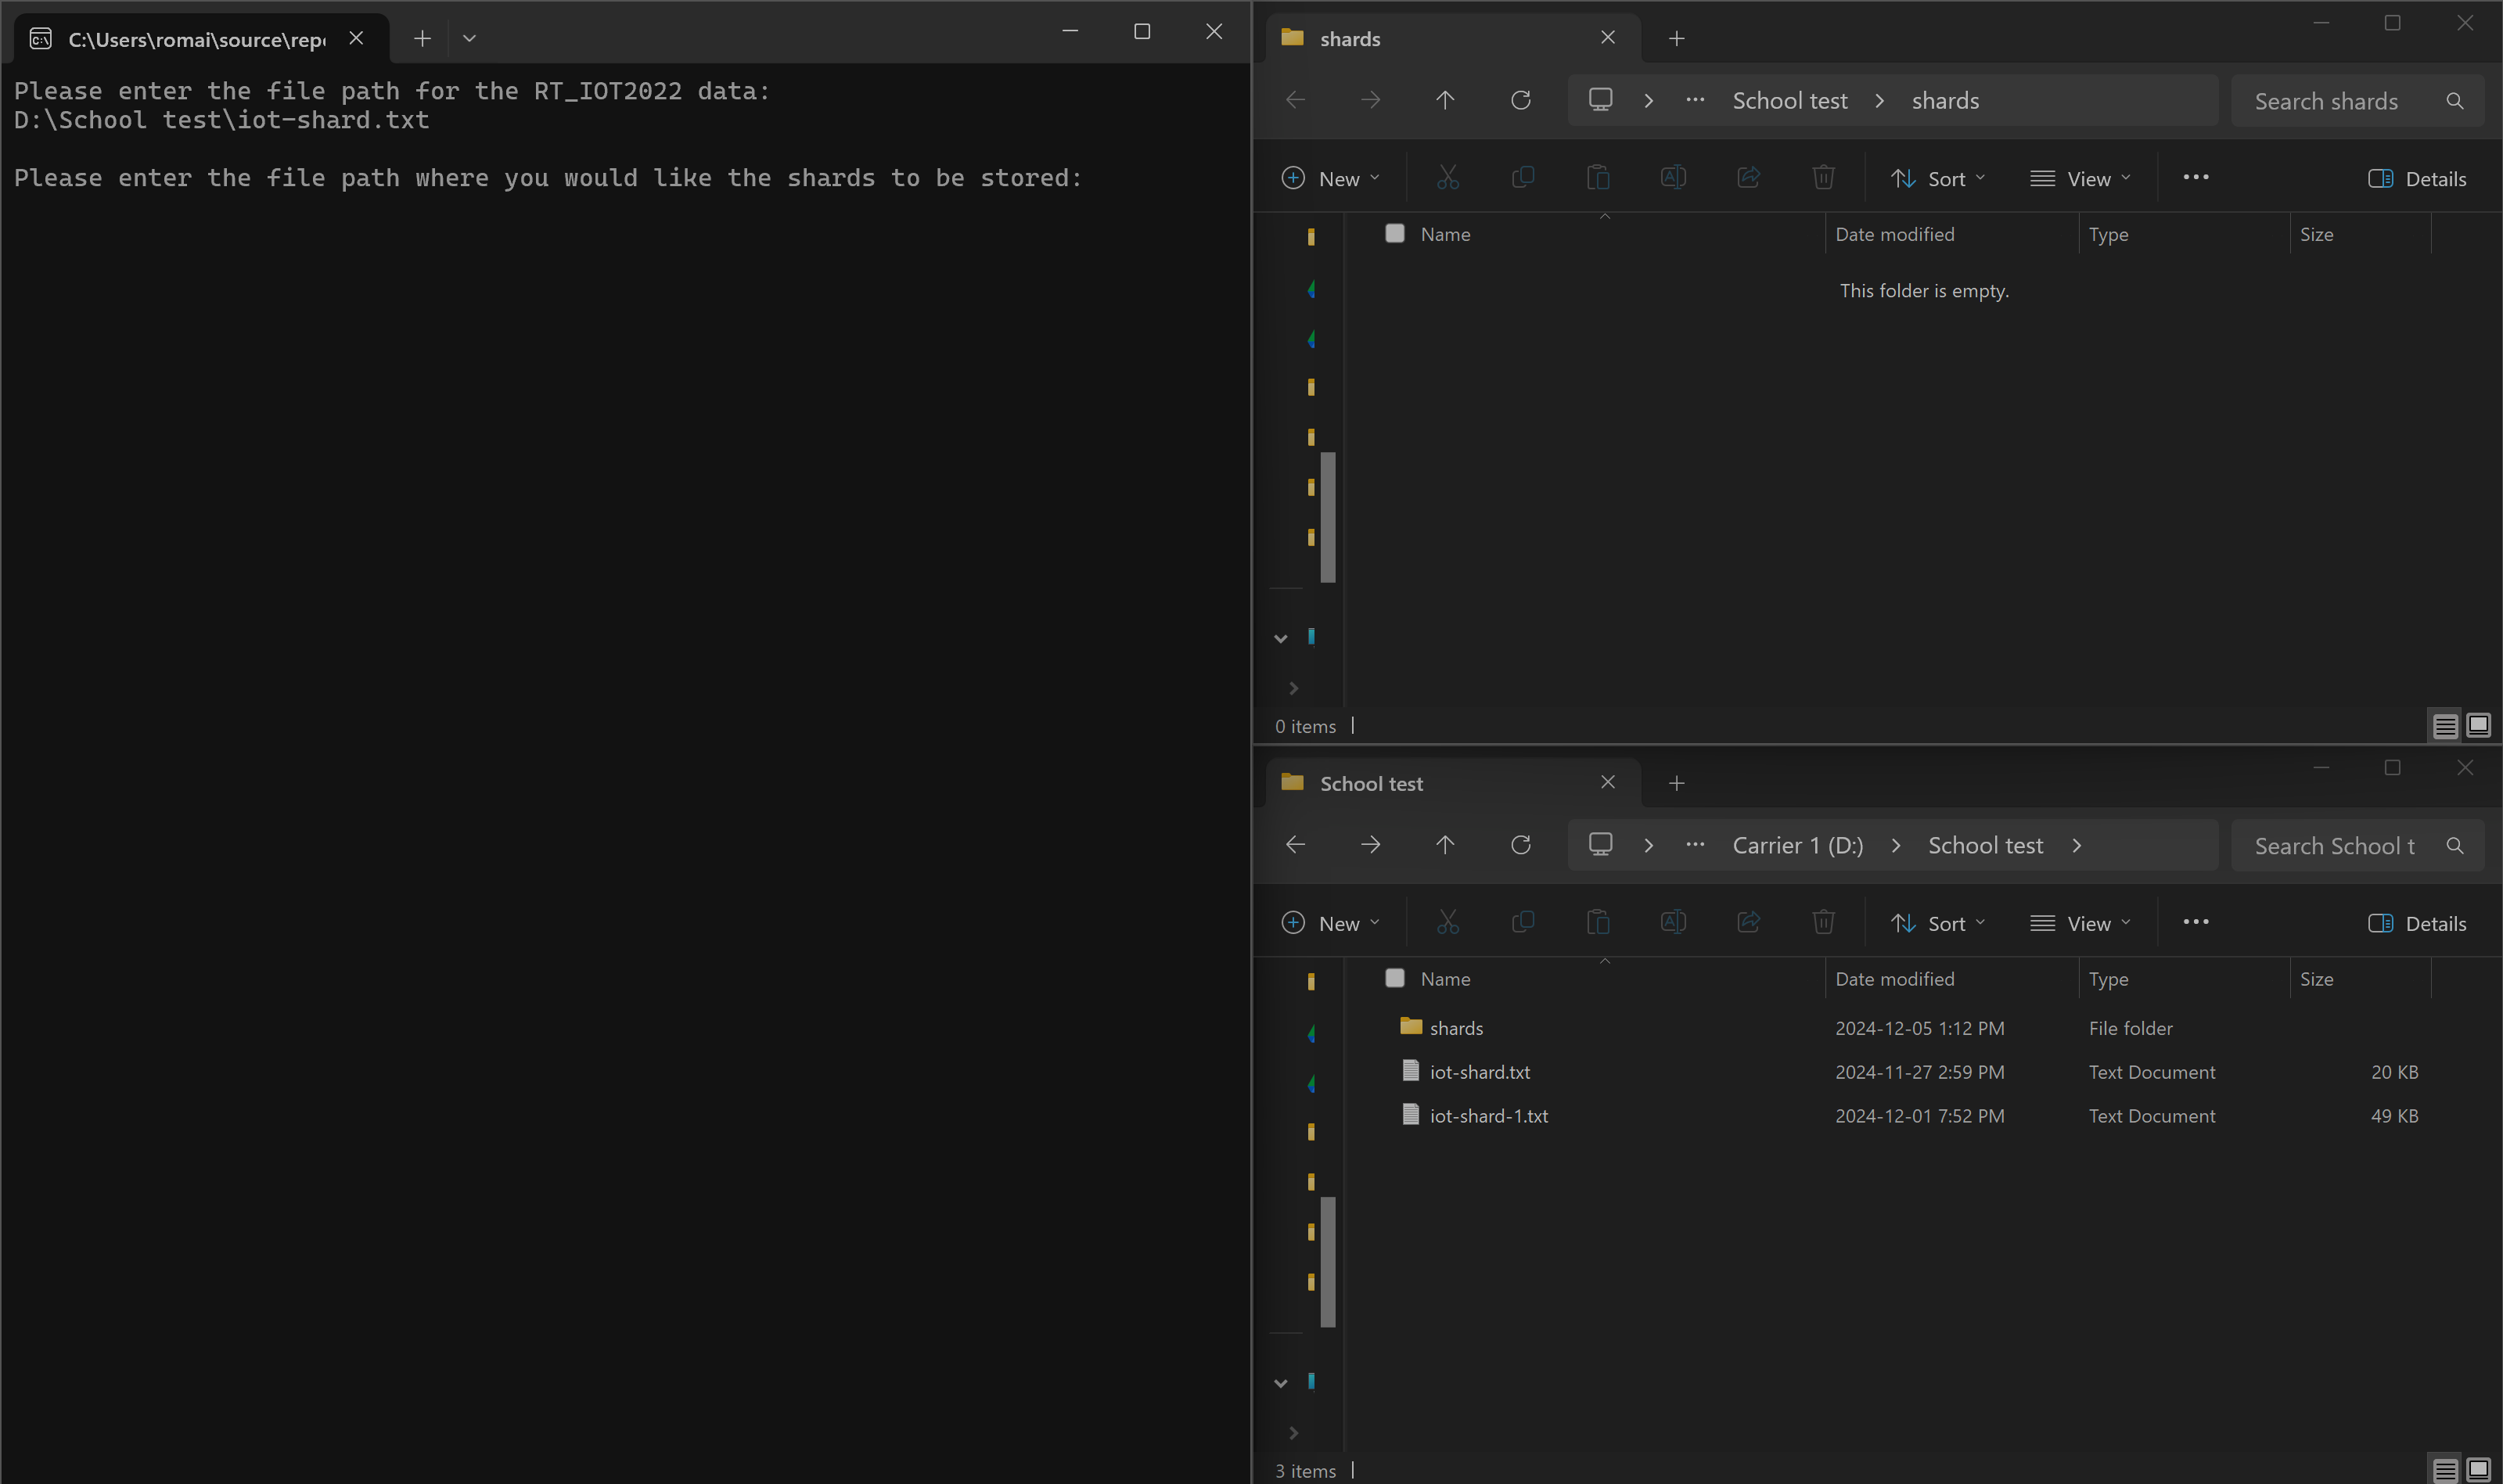 C:\Users\romai\source\rep
Please enter the file path for the RT_IOT2022 data:
D:\School test\iot-shard.txt
Please enter the file path where you would like the shards to be stored:
shards
School test > shards
Search shards
New
Sort
View
Details
Name
Date modified
Type
Size
This folder is empty.
0 items
School test
Carrier 1 (D:) > School test >
Search School t
New
Sort
View
Details
Name
Date modified
Type
Size
shards 2024-12-05 1:12 PM File folder
iot-shard.txt 2024-11-27 2:59 PM Text Document 20 KB
iot-shard-1.txt 2024-12-01 7:52 PM Text Document 49 KB
3 items